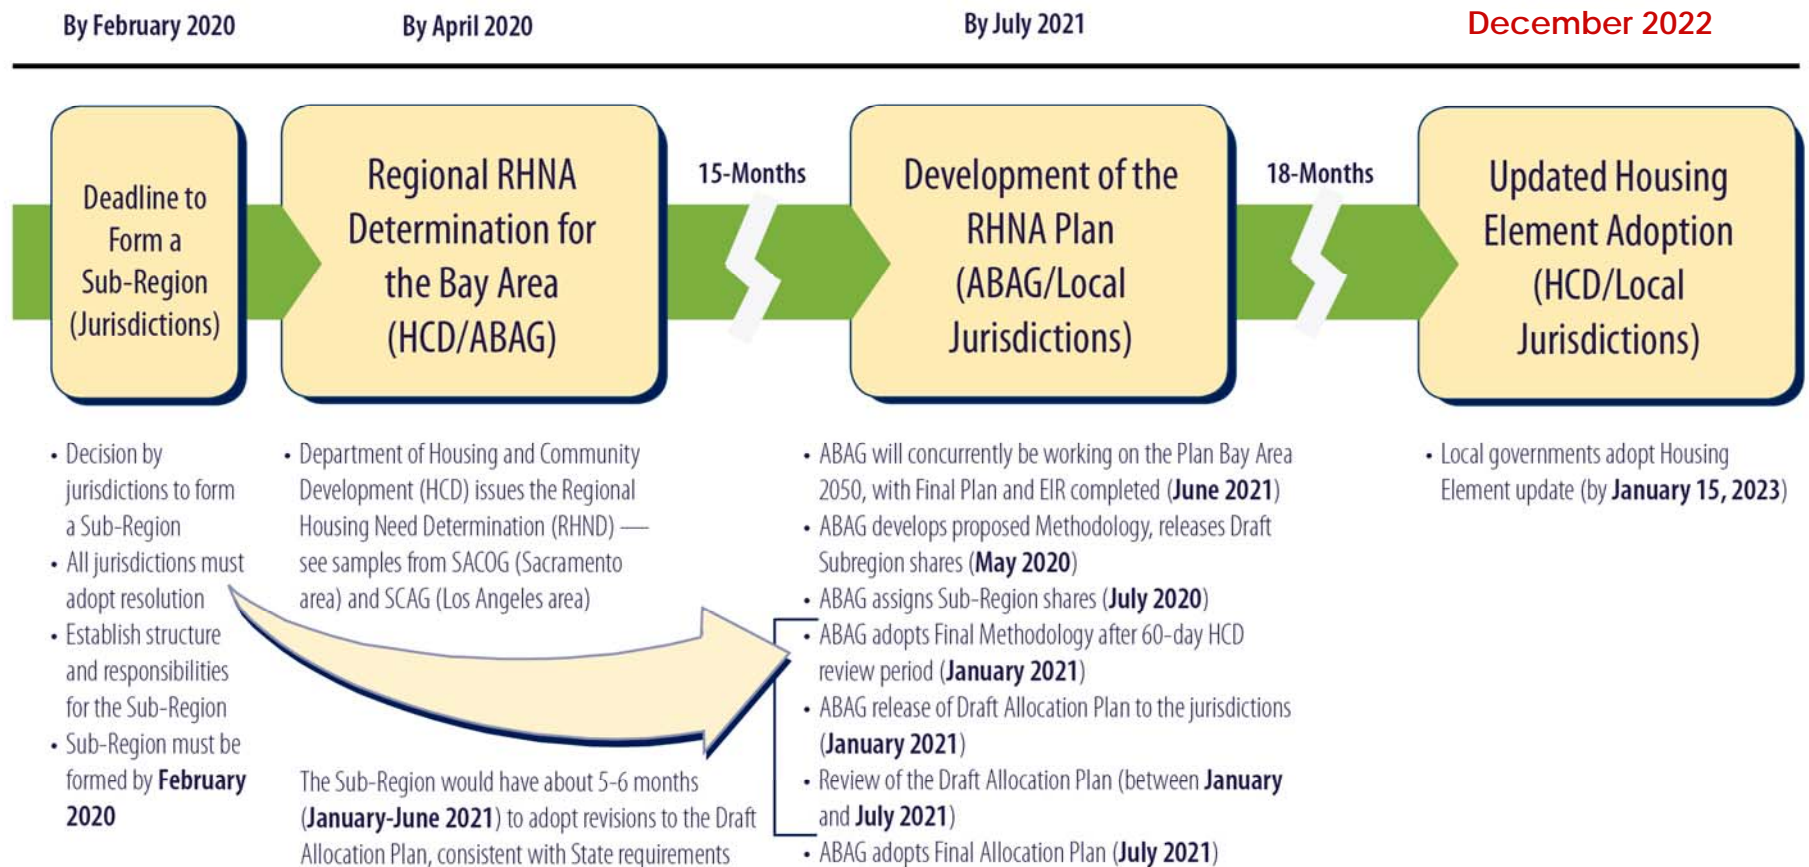 By February 2020
By April 2020
By July 2021
December 2022
Deadline to
Form a
Sub-Region
(Jurisdictions)
Regional RHNA
Determination for
the Bay Area
(HCD/ABAG)
15-Months
Development of the
RHNA Plan
(ABAG/Local
Jurisdictions)
18-Months
Updated Housing
Element Adoption
(HCD/Local
Jurisdictions)
• Decision by
jurisdictions to form
a Sub-Region
• All jurisdictions must
adopt resolution
• Establish structure
and responsibilities
for the Sub-Region
• Sub-Region must be
formed by February
2020
• Department of Housing and Community
Development (HCD) issues the Regional
Housing Need Determination (RHND) —
see samples from SACOG (Sacramento
area) and SCAG (Los Angeles area)
The Sub-Region would have about 5-6 months
(January-June 2021) to adopt revisions to the Draft
Allocation Plan, consistent with State requirements
• ABAG will concurrently be working on the Plan Bay Area
2050, with Final Plan and EIR completed (June 2021)
• ABAG develops proposed Methodology, releases Draft
Subregion shares (May 2020)
• ABAG assigns Sub-Region shares (July 2020)
• ABAG adopts Final Methodology after 60-day HCD
review period (January 2021)
• ABAG release of Draft Allocation Plan to the jurisdictions
(January 2021)
• Review of the Draft Allocation Plan (between January
and July 2021)
• ABAG adopts Final Allocation Plan (July 2021)
• Local governments adopt Housing
Element update (by January 15, 2023)